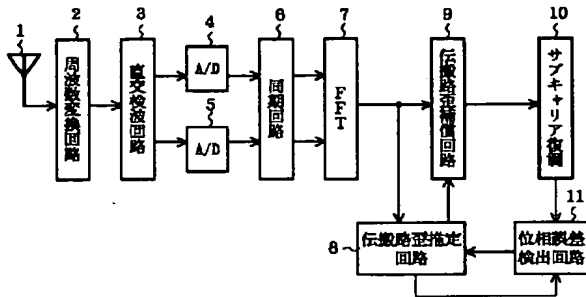 1
2
3
4
5
6
7
9
10
周波数変換回路
直交検波回路
A/D
A/D
同期回路
FFT
伝搬路歪補償回路
サブキャリア復調
8
伝搬路歪推定
回路
11
位相誤差
検出回路